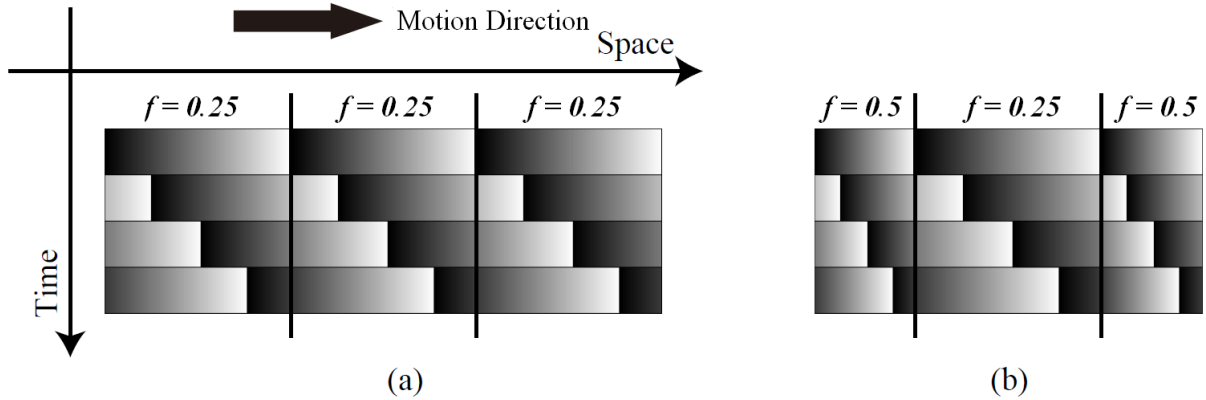 Motion Direction
Space
f = 0.25 f = 0.25 f = 0.25
f = 0.5 f = 0.25 f = 0.5
Time
(a)
(b)